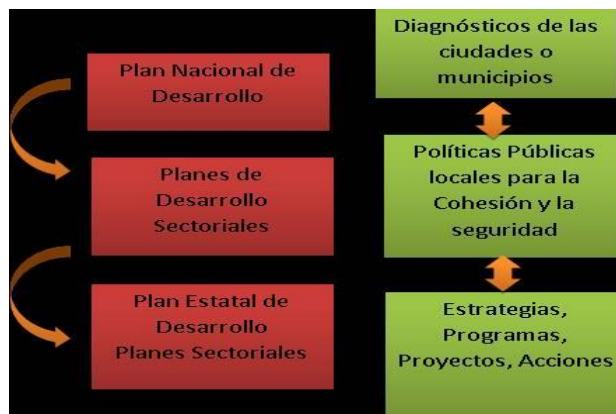 Plan Nacional de
Desarrollo
Planes de
Desarrollo
Sectoriales
Plan Estatal de
Desarrollo
Planes Sectoriales
Diagnósticos de las
ciudades o
municipios
Políticas Públicas
locales para la
Cohesión y la
seguridad
Estrategias,
Programas,
Proyectos, Acciones